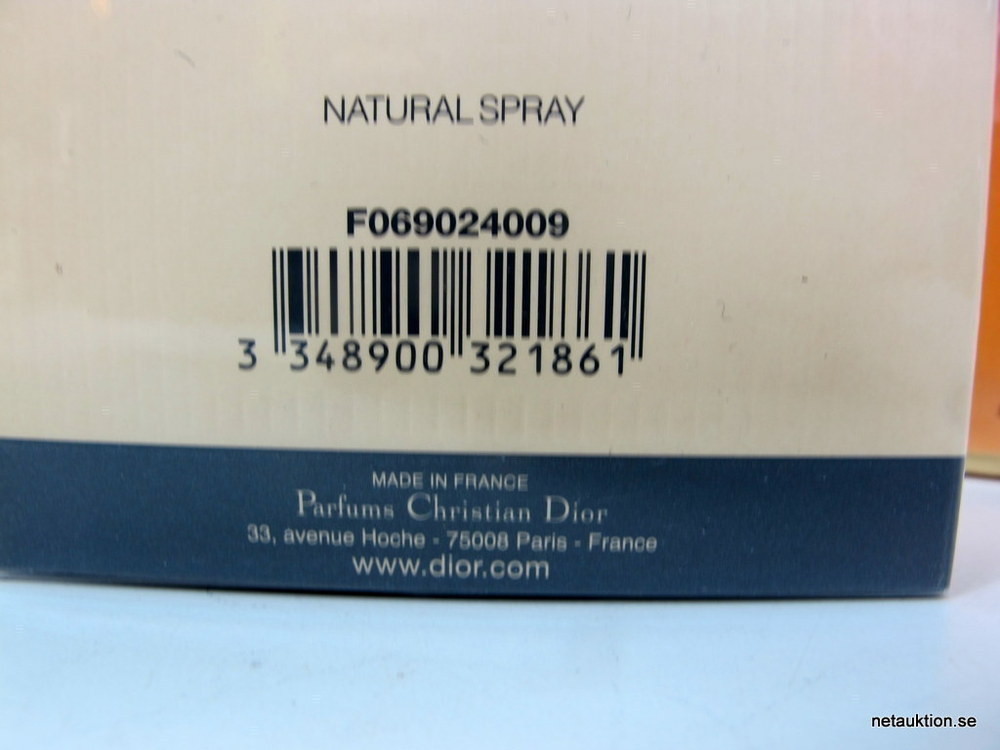 NATURAL SPRAY
F069024009
3 348900 321861
MADE IN FRANCE
Parfums Christian Dior
33, avenue Hoche - 75008 Paris - France
www.dior.com
netauktion.se